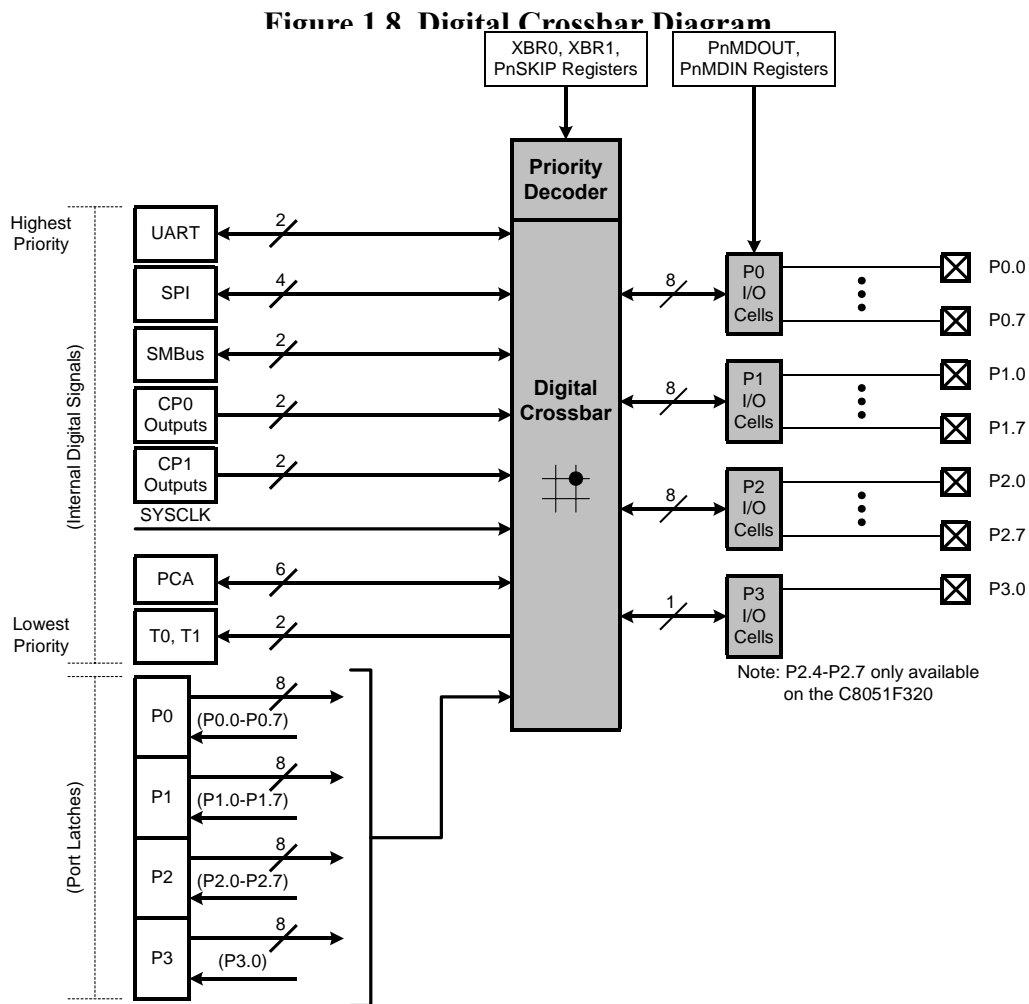 Figure 1.8. Digital Crossbar Diagram
XBR0, XBR1,
PnSKIP Registers
PnMDOUT,
PnMDIN Registers
Priority
Decoder
Highest
Priority
UART
2
SPI
4
SMBus
2
CP0
Outputs
2
CP1
Outputs
2
SYSCLK
PCA
6
Lowest
Priority
T0, T1
2
(Internal Digital Signals)
Digital
Crossbar
8
P0
I/O
Cells
P0.0
P0.7
8
P1
I/O
Cells
P1.0
P1.7
8
P2
I/O
Cells
P2.0
P2.7
1
P3
I/O
Cells
P3.0
Note: P2.4-P2.7 only available
on the C8051F320
(Port Latches)
P0
8
(P0.0-P0.7)
P1
8
(P1.0-P1.7)
P2
8
(P2.0-P2.7)
P3
8
(P3.0)